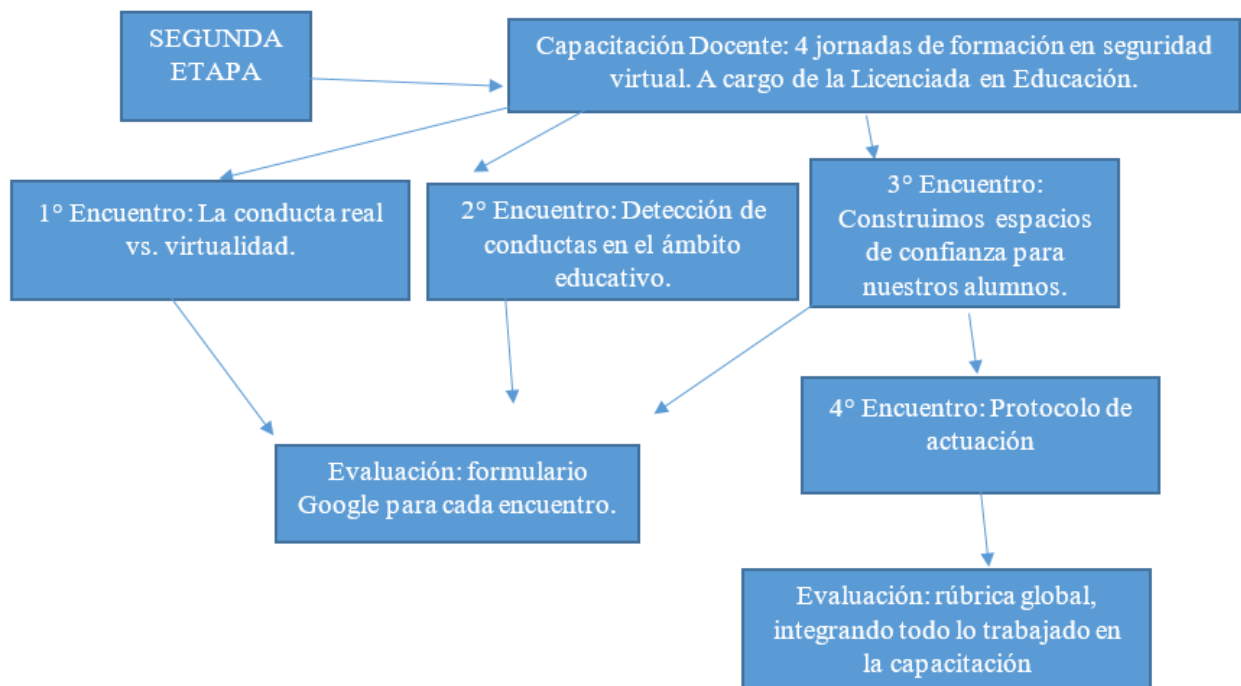 SEGUNDA
ETAPA
Capacitación Docente: 4 jornadas de formación en seguridad
virtual. A cargo de la Licenciada en Educación.
1° Encuentro: La conducta real
vs. virtualidad.
2° Encuentro: Detección de
conductas en el ámbito
educativo.
3° Encuentro:
Construimos espacios
de confianza para
nuestros alumnos.
4° Encuentro: Protocolo de
actuación
Evaluación: formulario
Google para cada encuentro.
Evaluación: rúbrica global,
integrando todo lo trabajado en
la capacitación